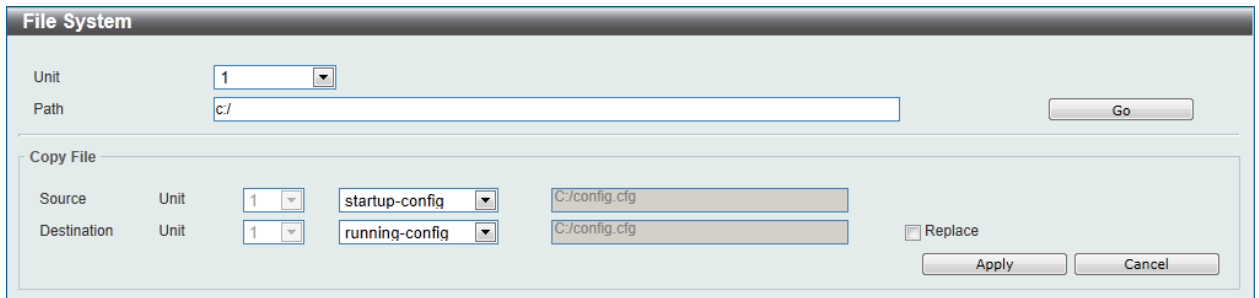 File System
Unit 1
Path c:/ Go
Copy File
Source Unit 1 startup-config C:/config.cfg
Destination Unit 1 running-config C:/config.cfg Replace
Apply Cancel